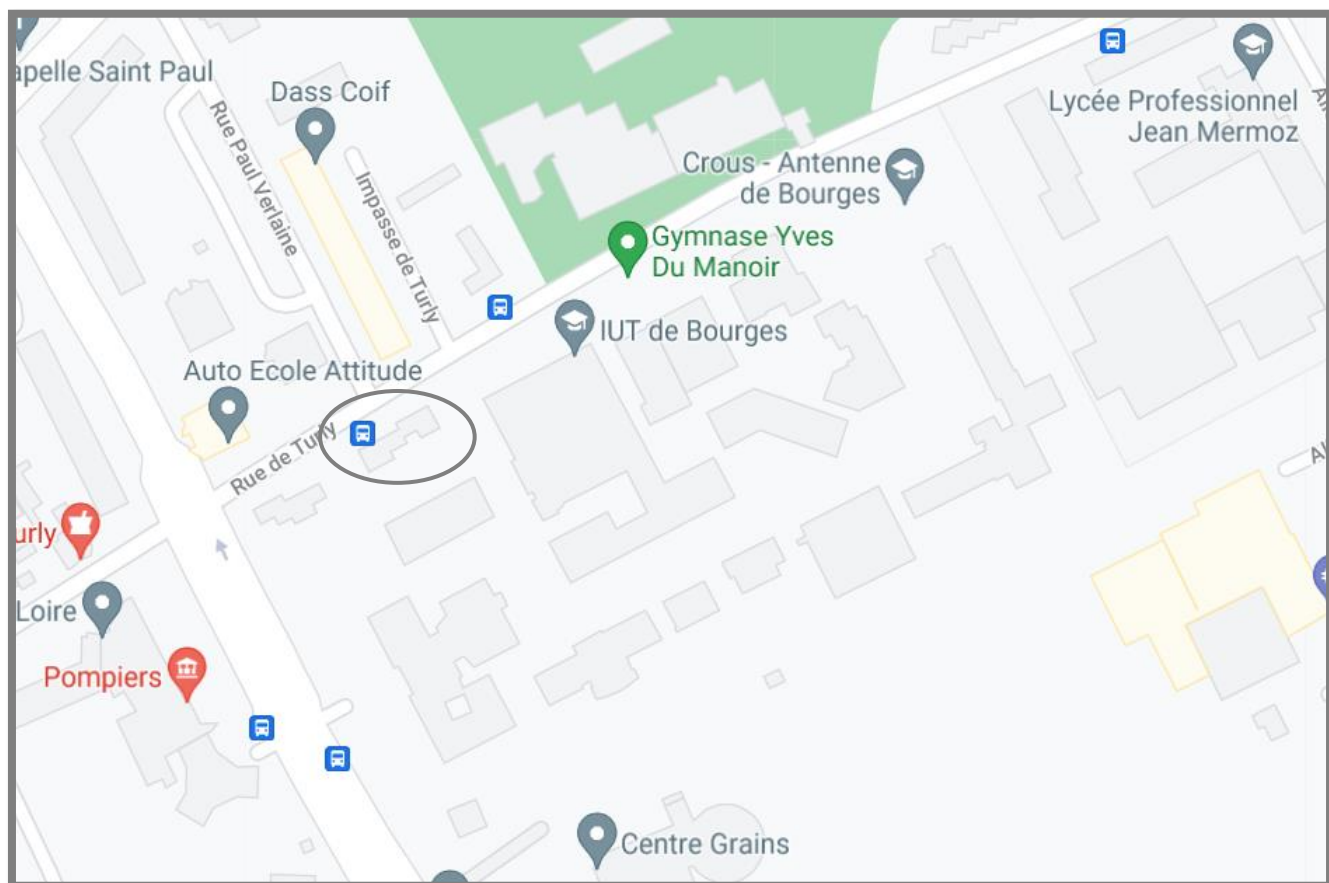 apelle Saint Paul
Dass Coif
Rue Paul Verlaine
Impasse de Turly
Lycée Professionnel
Jean Mermoz
Crous - Antenne
de Bourges
Gymnase Yves
Du Manoir
IUT de Bourges
Auto Ecole Attitude
Rue de Turly
urly
Loire
Pompiers
Centre Grains